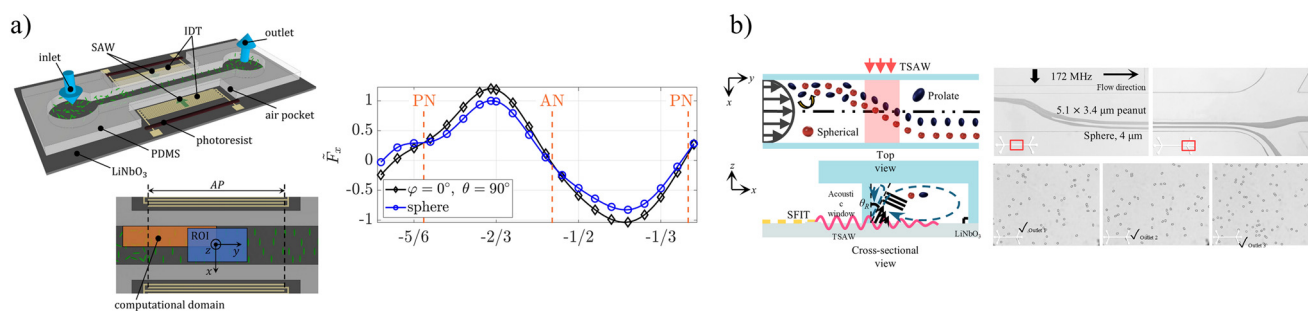 a)
inlet
SAW
IDT
outlet
air pocket
photoresist
PDMS
LiNbO₃
AP
ROI
z
y
x
computational domain
PN
AN
PN
F̃ₓ
1
0.5
0
-0.5
-1
φ = 0°, θ = 90°
sphere
-5/6
-2/3
-1/2
-1/3
b)
TSAW
y
x
Prolate
Spherical
Top
view
z
x
Acousti
c window
θR
SFIT
TSAW
LiNbO₃
Cross-sectional
view
172 MHz
Flow direction
5.1 × 3.4 μm peanut
Sphere, 4 μm
Outlet 1
Outlet 2
Outlet 3